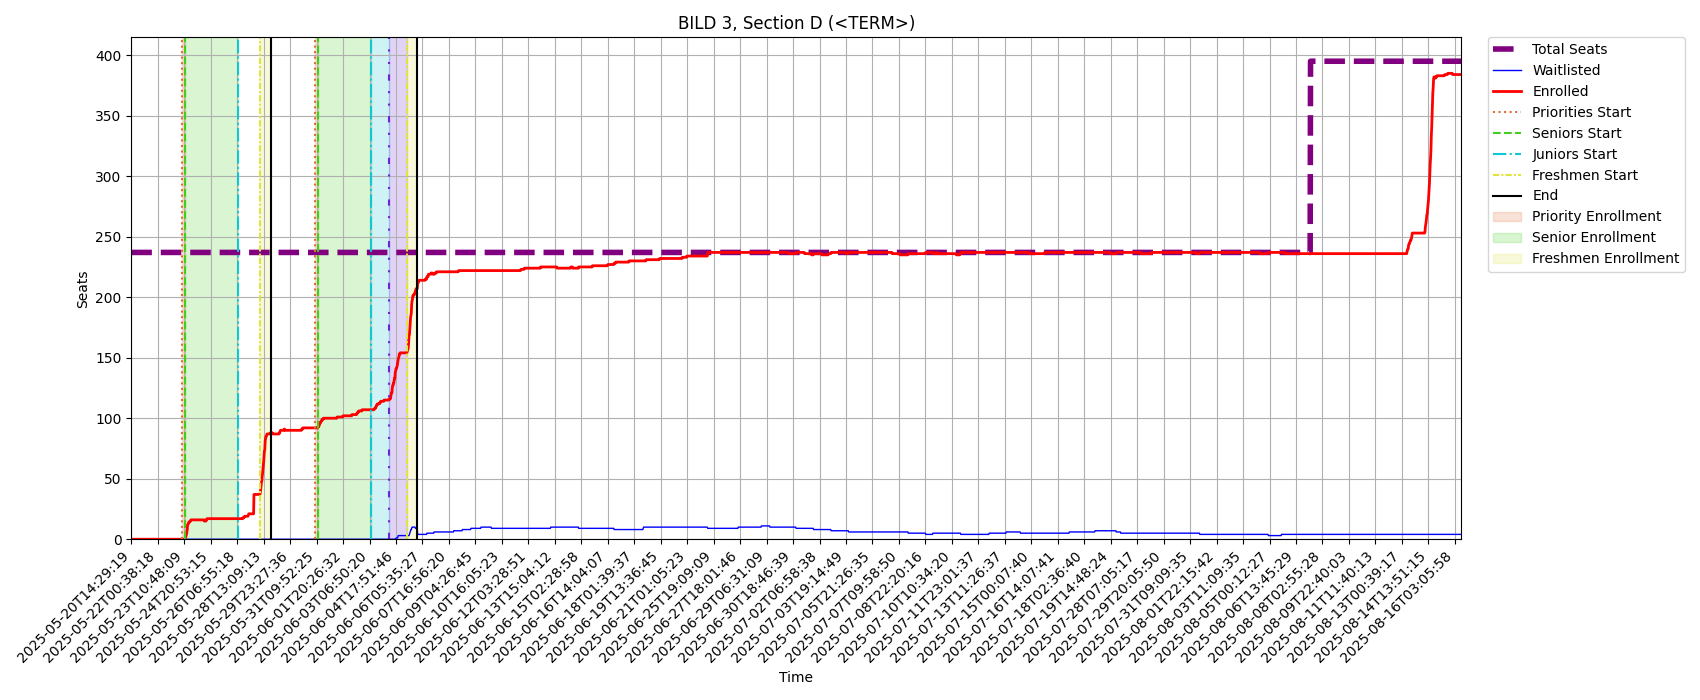 BILD 3, Section D (<TERM>)
Seats
400
350
300
250
200
150
100
50
0
2025-05-20T14:29:19
2025-05-22T00:38:18
2025-05-23T10:48:09
2025-05-24T20:53:15
2025-05-26T06:55:18
2025-05-28T13:09:13
2025-05-29T23:27:36
2025-05-31T09:52:25
2025-06-01T20:26:32
2025-06-03T06:50:20
2025-06-04T17:51:46
2025-06-06T05:35:27
2025-06-07T16:56:20
2025-06-09T04:26:45
2025-06-10T16:05:23
2025-06-12T03:28:51
2025-06-13T15:04:12
2025-06-15T02:28:58
2025-06-16T14:04:07
2025-06-18T01:39:37
2025-06-19T13:36:45
2025-06-21T01:05:23
2025-06-25T19:09:09
2025-06-27T18:01:46
2025-06-29T06:31:09
2025-06-30T18:46:39
2025-07-02T06:58:38
2025-07-03T19:14:49
2025-07-05T21:26:35
2025-07-07T09:58:50
2025-07-08T22:20:16
2025-07-10T10:34:20
2025-07-11T23:01:37
2025-07-13T11:26:37
2025-07-15T00:07:40
2025-07-16T14:07:41
2025-07-18T02:36:40
2025-07-19T14:48:24
2025-07-28T07:05:17
2025-07-29T20:05:50
2025-07-31T09:09:35
2025-08-01T22:15:42
2025-08-03T11:09:35
2025-08-05T00:12:27
2025-08-06T13:45:29
2025-08-08T02:55:28
2025-08-09T22:40:03
2025-08-11T11:40:13
2025-08-13T00:39:17
2025-08-14T13:51:15
2025-08-16T03:05:58
Time
Total Seats
Waitlisted
Enrolled
Priorities Start
Seniors Start
Juniors Start
Freshmen Start
End
Priority Enrollment
Senior Enrollment
Freshmen Enrollment